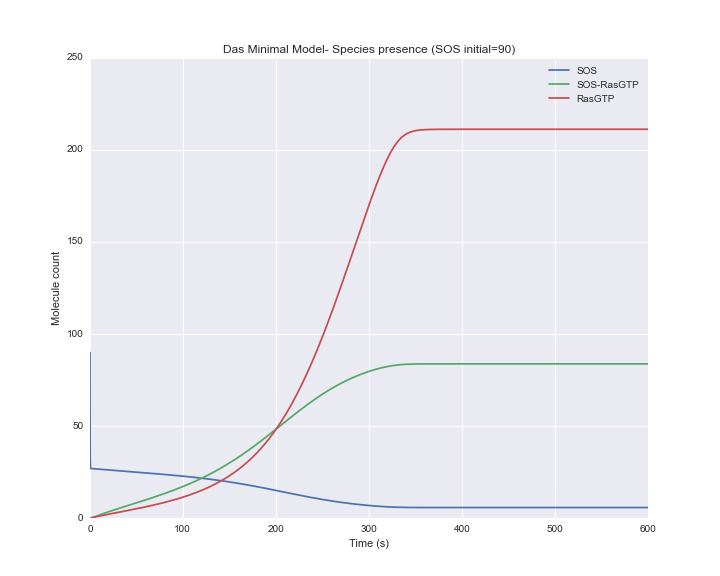 Das Minimal Model- Species presence (SOS initial=90)
250
200
150
100
50
0
Molecule count
SOS
SOS-RasGTP
RasGTP
0 100 200 300 400 500 600
Time (s)